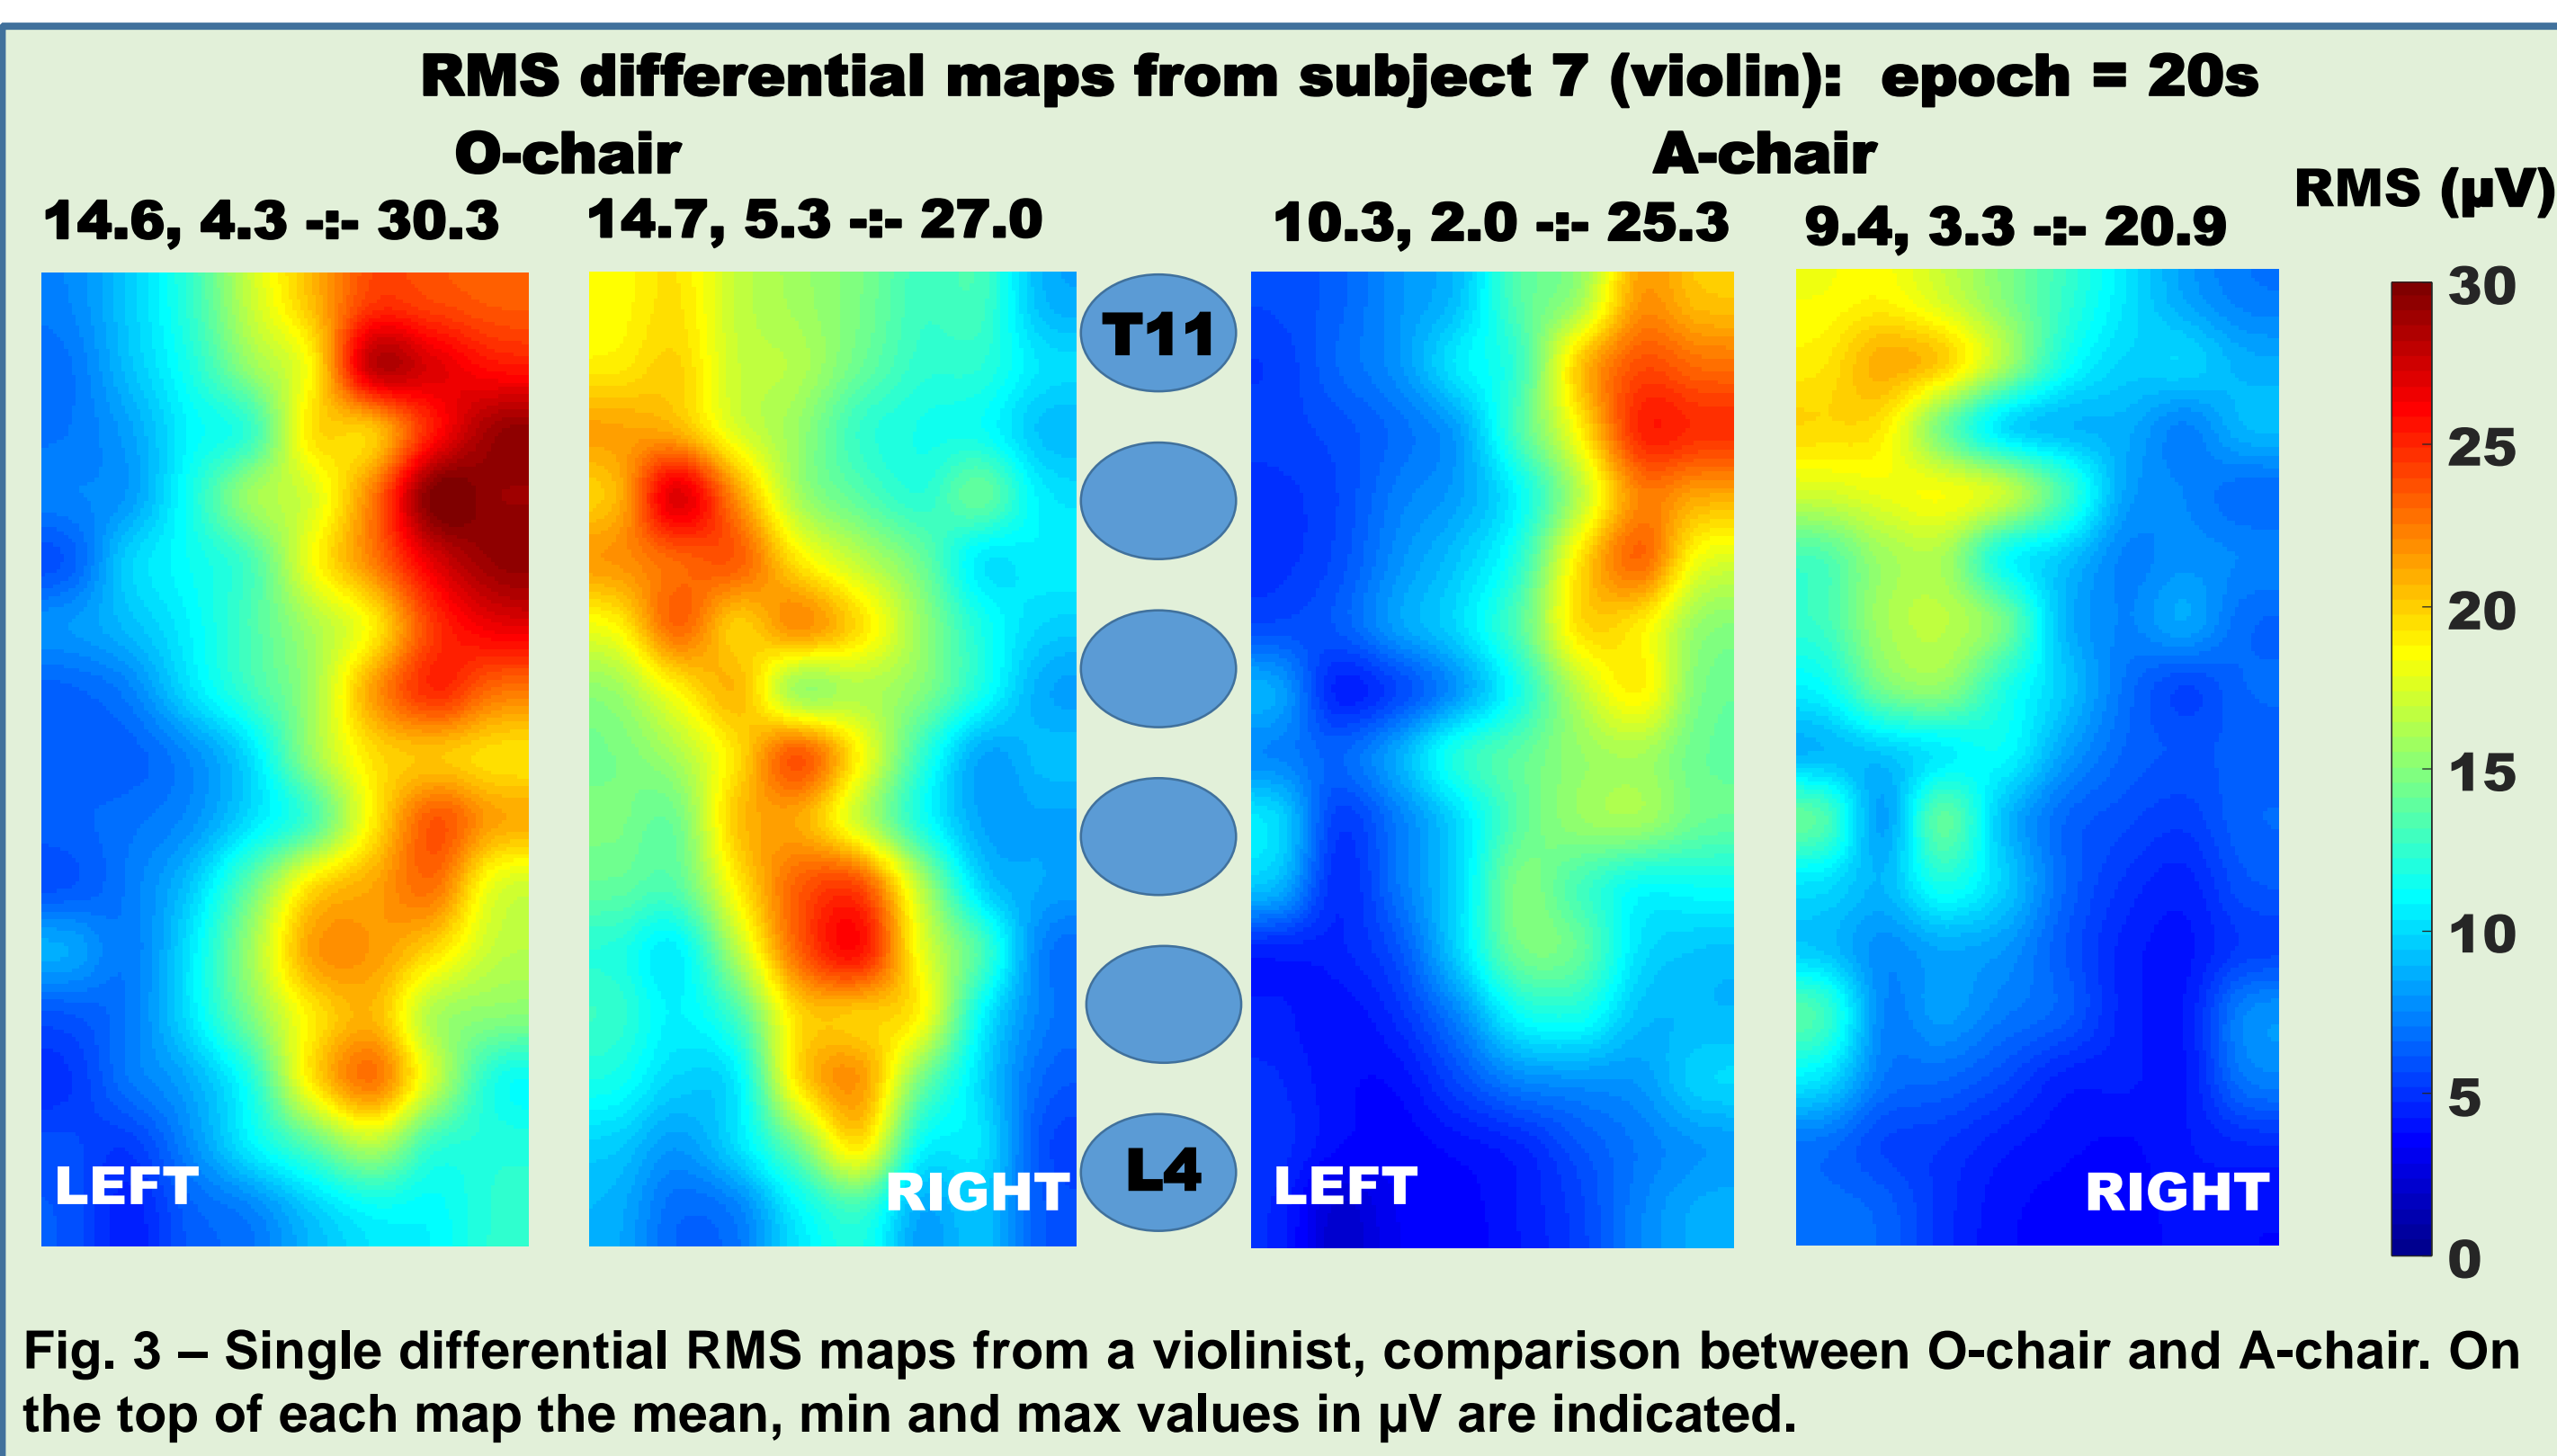 RMS differential maps from subject 7 (violin): epoch = 20s
O-chair
A-chair
RMS (µV)
14.6, 4.3 -:- 30.3
14.7, 5.3 -:- 27.0
10.3, 2.0 -:- 25.3
9.4, 3.3 -:- 20.9
T11
L4
LEFT
RIGHT
LEFT
RIGHT
30
25
20
15
10
5
0
Fig. 3 – Single differential RMS maps from a violinist, comparison between O-chair and A-chair. On
the top of each map the mean, min and max values in µV are indicated.